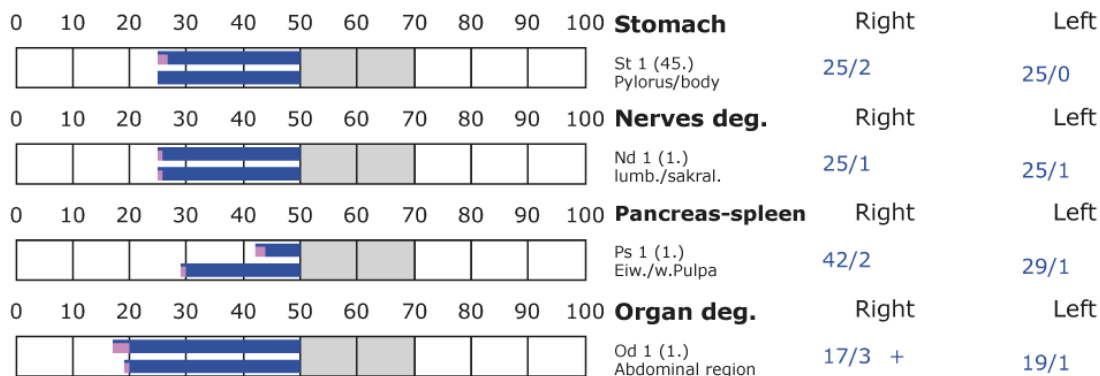 0 10 20 30 40 50 60 70 80 90 100 Stomach Right Left
St 1 (45.) 25/2 25/0
Pylorus/body
0 10 20 30 40 50 60 70 80 90 100 Nerves deg. Right Left
Nd 1 (1.) 25/1 25/1
lumb./sakral.
0 10 20 30 40 50 60 70 80 90 100 Pancreas-spleen Right Left
Ps 1 (1.) 42/2 29/1
Eiw./w.Pulpa
0 10 20 30 40 50 60 70 80 90 100 Organ deg. Right Left
Od 1 (1.) 17/3 + 19/1
Abdominal region